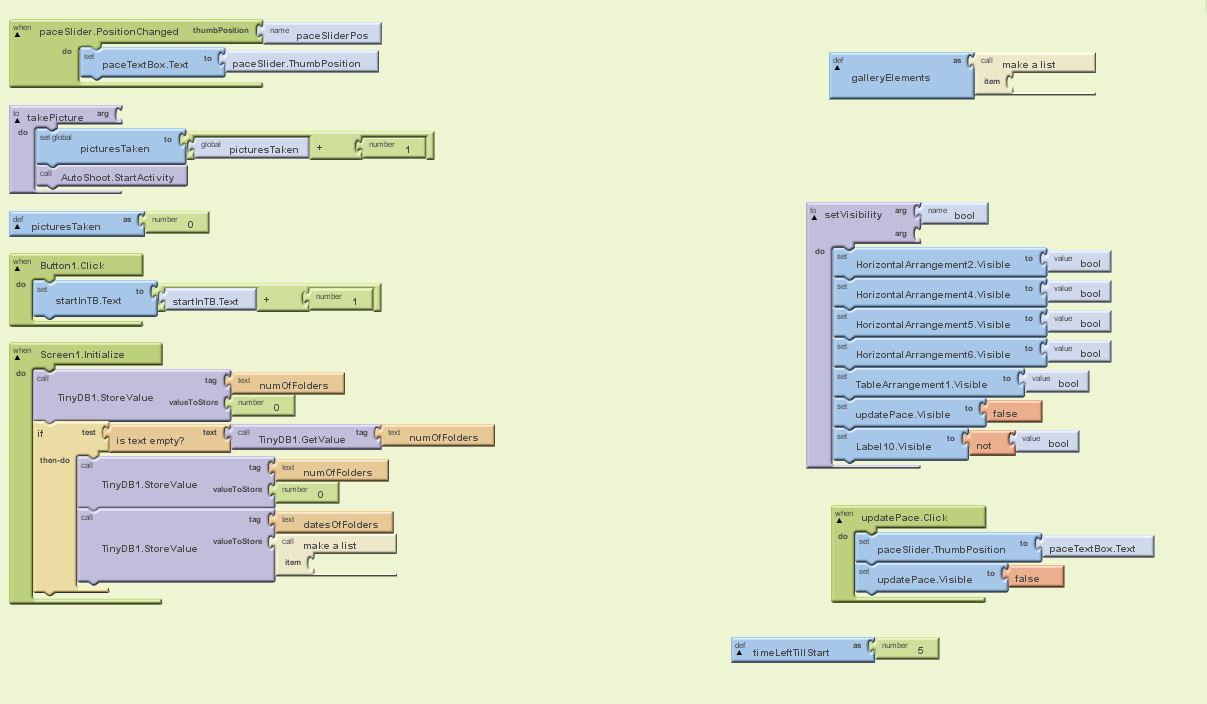 when paceSlider.PositionChanged thumbPosition name paceSliderPos
do set paceTextBox.Text to paceSlider.ThumbPosition
to takePicture arg
do set global picturesTaken to global picturesTaken + number 1
call AutoShoot.StartActivity
def picturesTaken as number 0
when Button1.Click
do set startInTB.Text to startInTB.Text + number 1
when Screen1.Initialize
do call TinyDB1.StoreValue tag text numOfFolders
valueToStore number 0
if test is text empty? text call TinyDB1.GetValue tag text numOfFolders
then-do call TinyDB1.StoreValue tag text numOfFolders
valueToStore number 0
call TinyDB1.StoreValue tag text datesOfFolders
valueToStore call make a list
item
def galleryElements as call make a list
item
to setVisibility arg name bool
arg
do set HorizontalArrangement2.Visible to value bool
set HorizontalArrangement4.Visible to value bool
set HorizontalArrangement5.Visible to value bool
set HorizontalArrangement6.Visible to value bool
set TableArrangement1.Visible to value bool
set updatePace.Visible to false
set Label10.Visible to not value bool
when updatePace.Click
do set paceSlider.ThumbPosition to paceTextBox.Text
set updatePace.Visible to false
def timeLeftTillStart as number 5